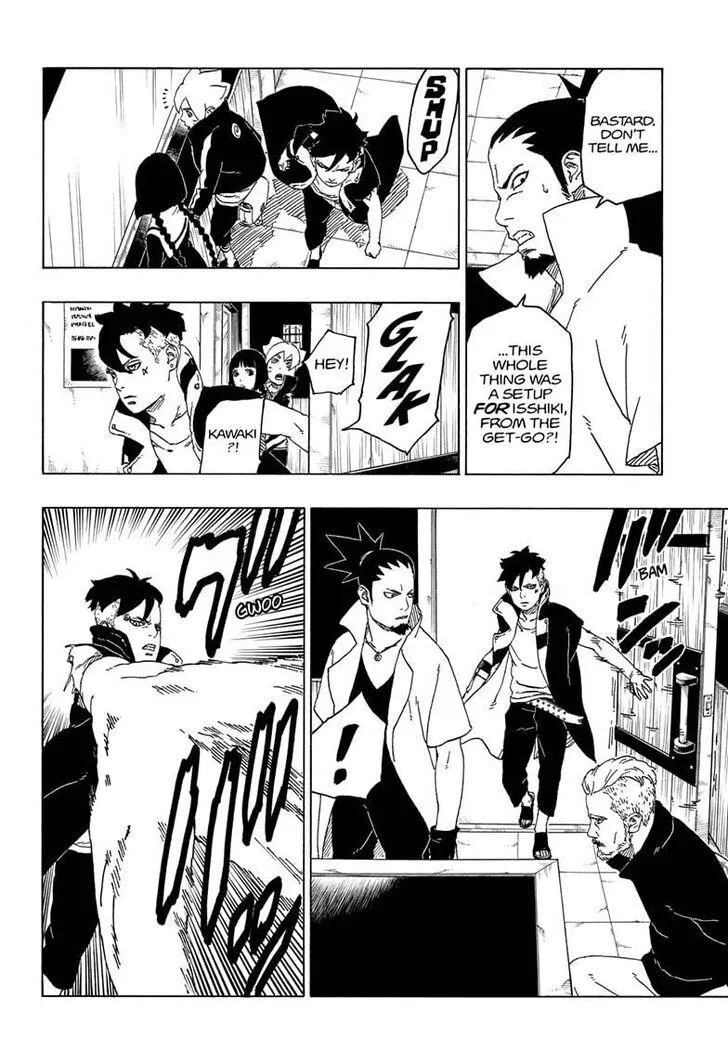 BASTARD.
DON'T
TELL
ME...
...THIS
WHOLE
THING WAS
A SETUP
FOR ISSHIKI,
FROM THE
GET-GO?!
SHUP
GLAK
HEY!
KAWAKI
?!
BAM
!
GWOO